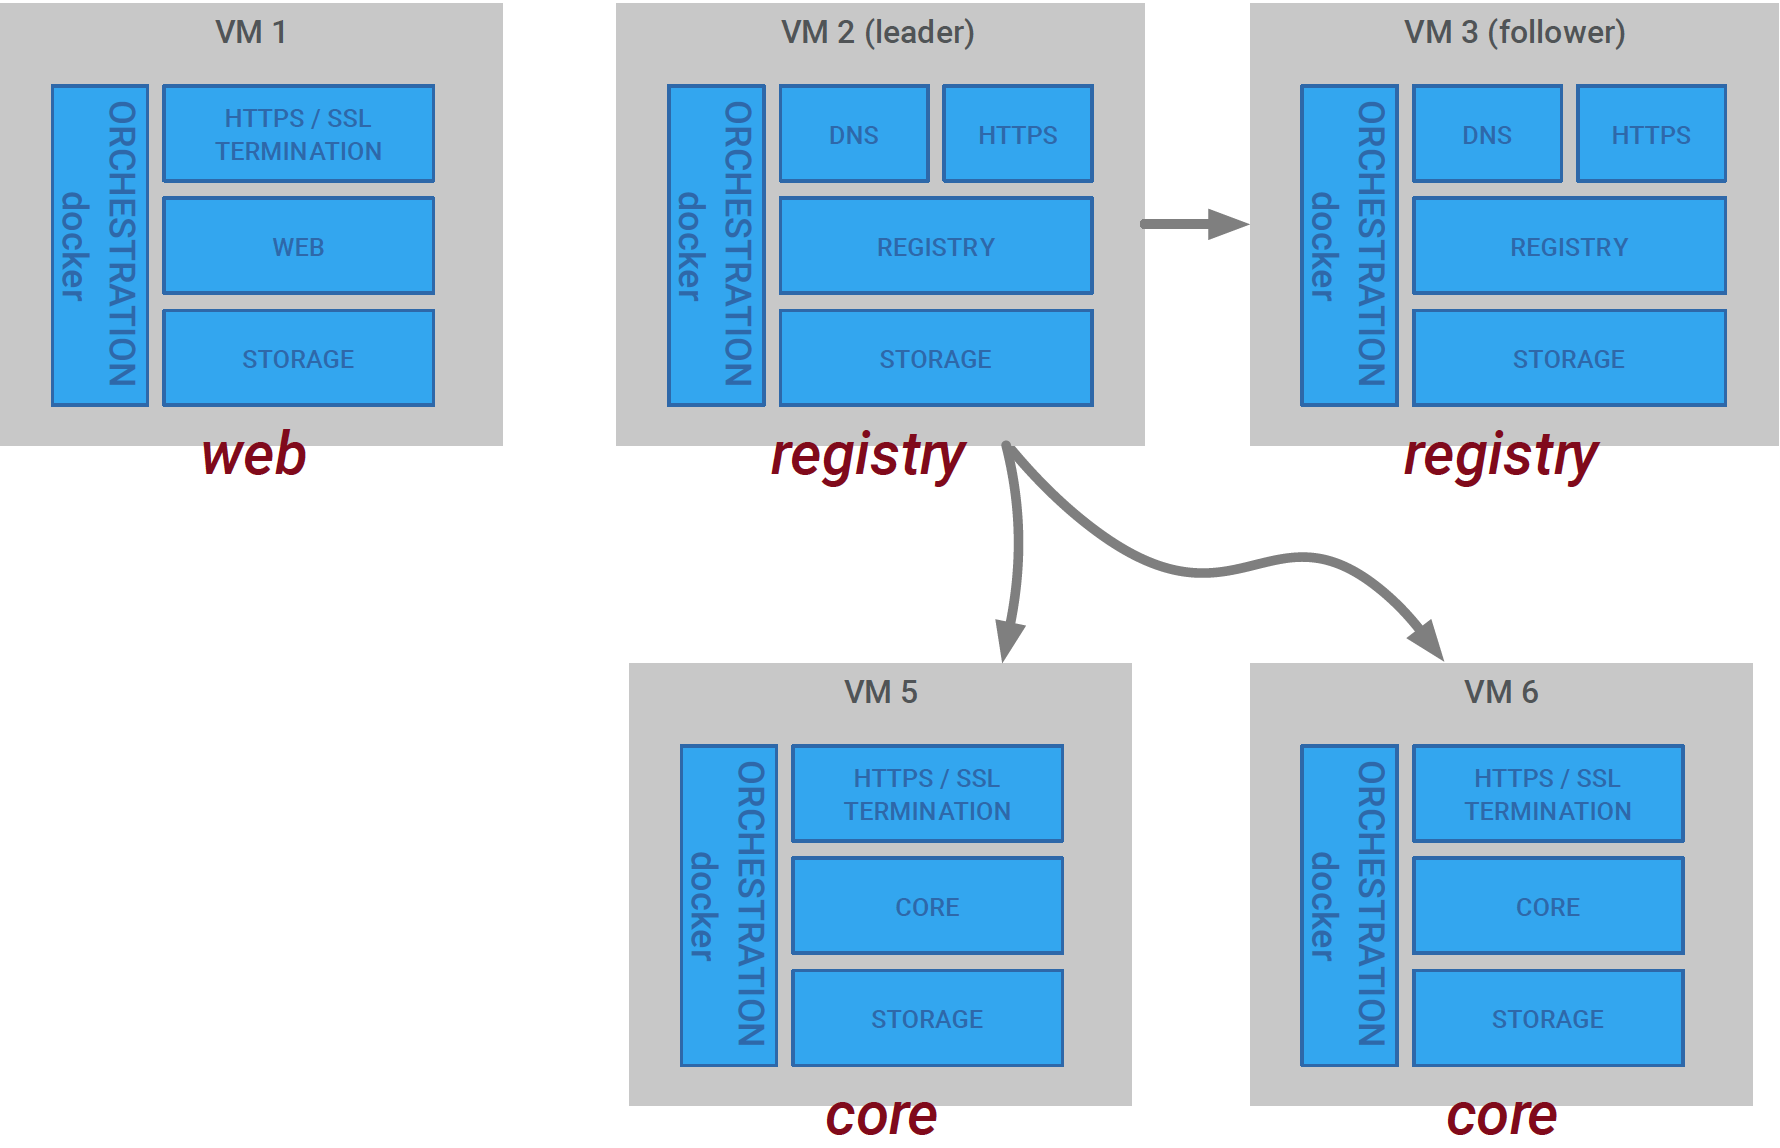 VM 1
ORCHESTRATION
docker
HTTPS / SSL
TERMINATION
WEB
STORAGE
web
VM 2 (leader)
ORCHESTRATION
docker
DNS
HTTPS
REGISTRY
STORAGE
registry
VM 3 (follower)
ORCHESTRATION
docker
DNS
HTTPS
REGISTRY
STORAGE
registry
VM 5
ORCHESTRATION
docker
HTTPS / SSL
TERMINATION
CORE
STORAGE
core
VM 6
ORCHESTRATION
docker
HTTPS / SSL
TERMINATION
CORE
STORAGE
core